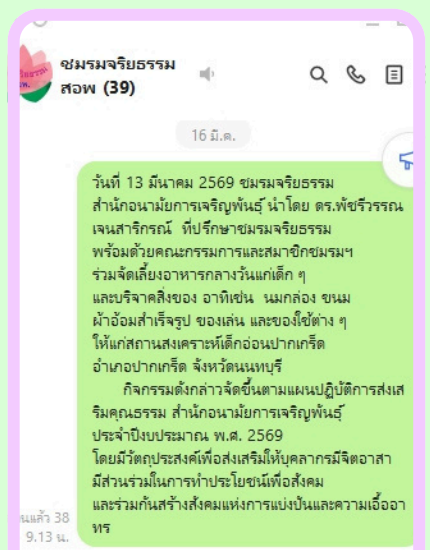 ชมรมจริยธรรม
สอพ (39)
16 มี.ค.
วันที่ 13 มีนาคม 2569 ชมรมจริยธรรม
สำนักอนามัยการเจริญพันธุ์ นำโดย ดร.พัชรีวรรณ
เจนสาริกรณ์ ที่ปรึกษาชมรมจริยธรรม
พร้อมด้วยคณะกรรมการและสมาชิกชมรมฯ
ร่วมจัดเลี้ยงอาหารกลางวันแก่เด็ก ๆ
และบริจาคสิ่งของ อาทิเช่น นมกล่อง ขนม
ผ้าอ้อมสำเร็จรูป ของเล่น และของใช้ต่าง ๆ
ให้แก่สถานสงเคราะห์เด็กอ่อนปากเกร็ด
อำเภอปากเกร็ด จังหวัดนนทบุรี
กิจกรรมดังกล่าวจัดขึ้นตามแผนปฏิบัติการส่งเส
ริมคุณธรรม สำนักอนามัยการเจริญพันธุ์
ประจำปีงบประมาณ พ.ศ. 2569
โดยมีวัตถุประสงค์เพื่อส่งเสริมให้บุคลากรมีจิตอาสา
มีส่วนร่วมในการทำประโยชน์เพื่อสังคม
และร่วมกันสร้างสังคมแห่งการแบ่งปันและความเอื้ออา
ทร
นแล้ว 38
9.13 น.